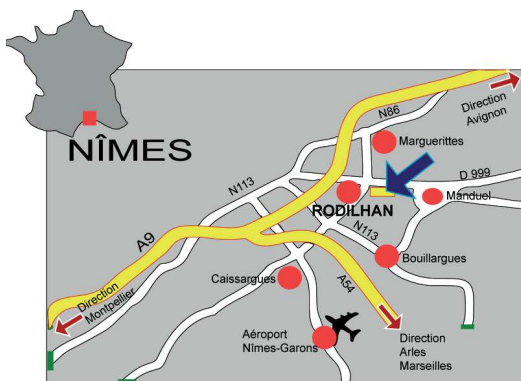 NÎMES
N86
Direction
Avignon
Marguerittes
D 999
N113
Manduel
RODILHAN
A9
N113
Bouillargues
Caissargues
A54
Direction
Montpellier
Aéroport
Nîmes-Garons
Direction
Arles
Marseilles